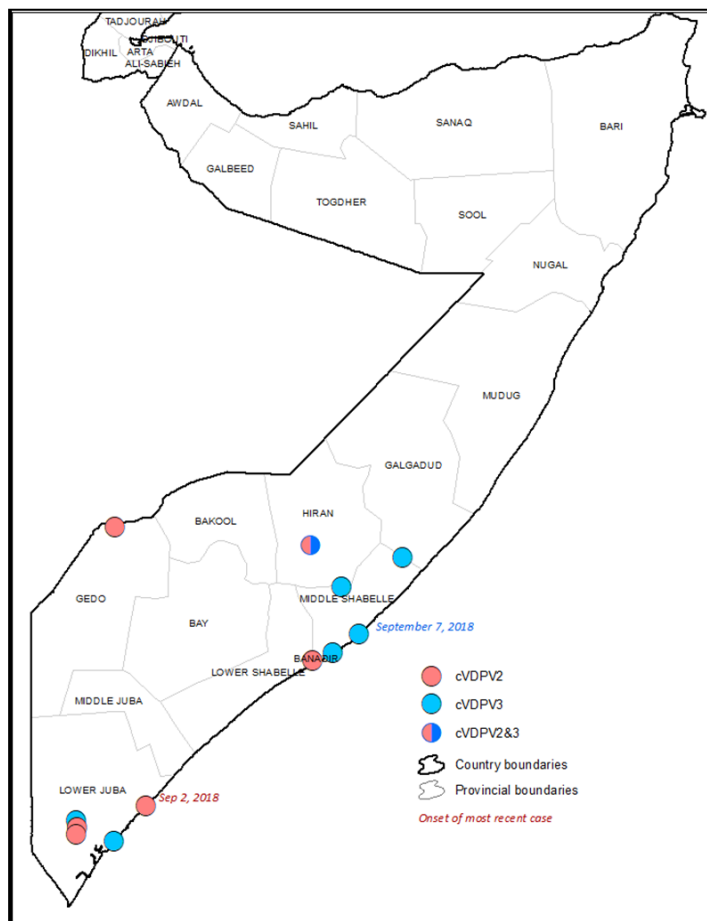 TADJOURAH
DJIBOUTI
DIKHIL
ARTA
ALI-SABIEH
AWDAL
SAHIL
SANAQ
BARI
GALBEED
TOGDHER
SOOL
NUGAL
MUDUG
GALGADUD
HIRAN
BAKOOL
GEDO
MIDDLE SHABELLE
BAY
September 7, 2018
BANADIR
LOWER SHABELLE
cVDPV2
MIDDLE JUBA
cVDPV3
cVDPV2&3
Country boundaries
LOWER JUBA
Sep 2, 2018
Provincial boundaries
Onset of most recent case